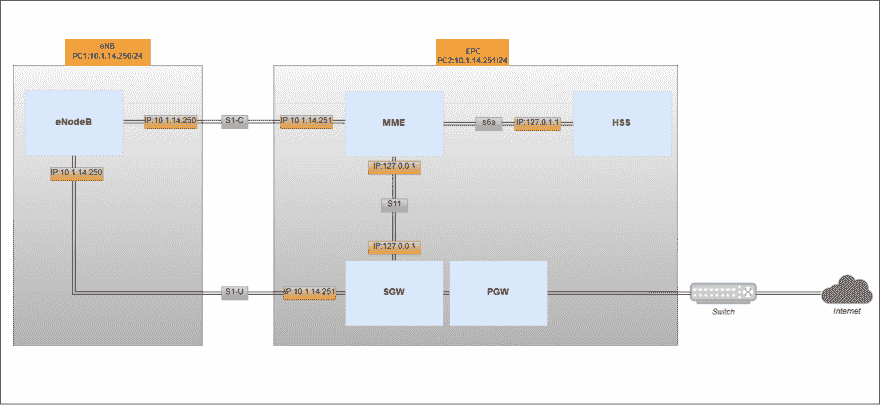 eNB
PC1:10.1.14.250/24
EPC
PC2:10.1.14.251/24
eNodeB
IP:10.1.14.250
S1-C
IP:10.1.14.251
MME
s6a
IP:127.0.1.1
HSS
IP:10.1.14.250
IP:127.0.0.1
S11
IP:127.0.0.1
S1-U
IP:10.1.14.251
SGW
PGW
Switch
Internet